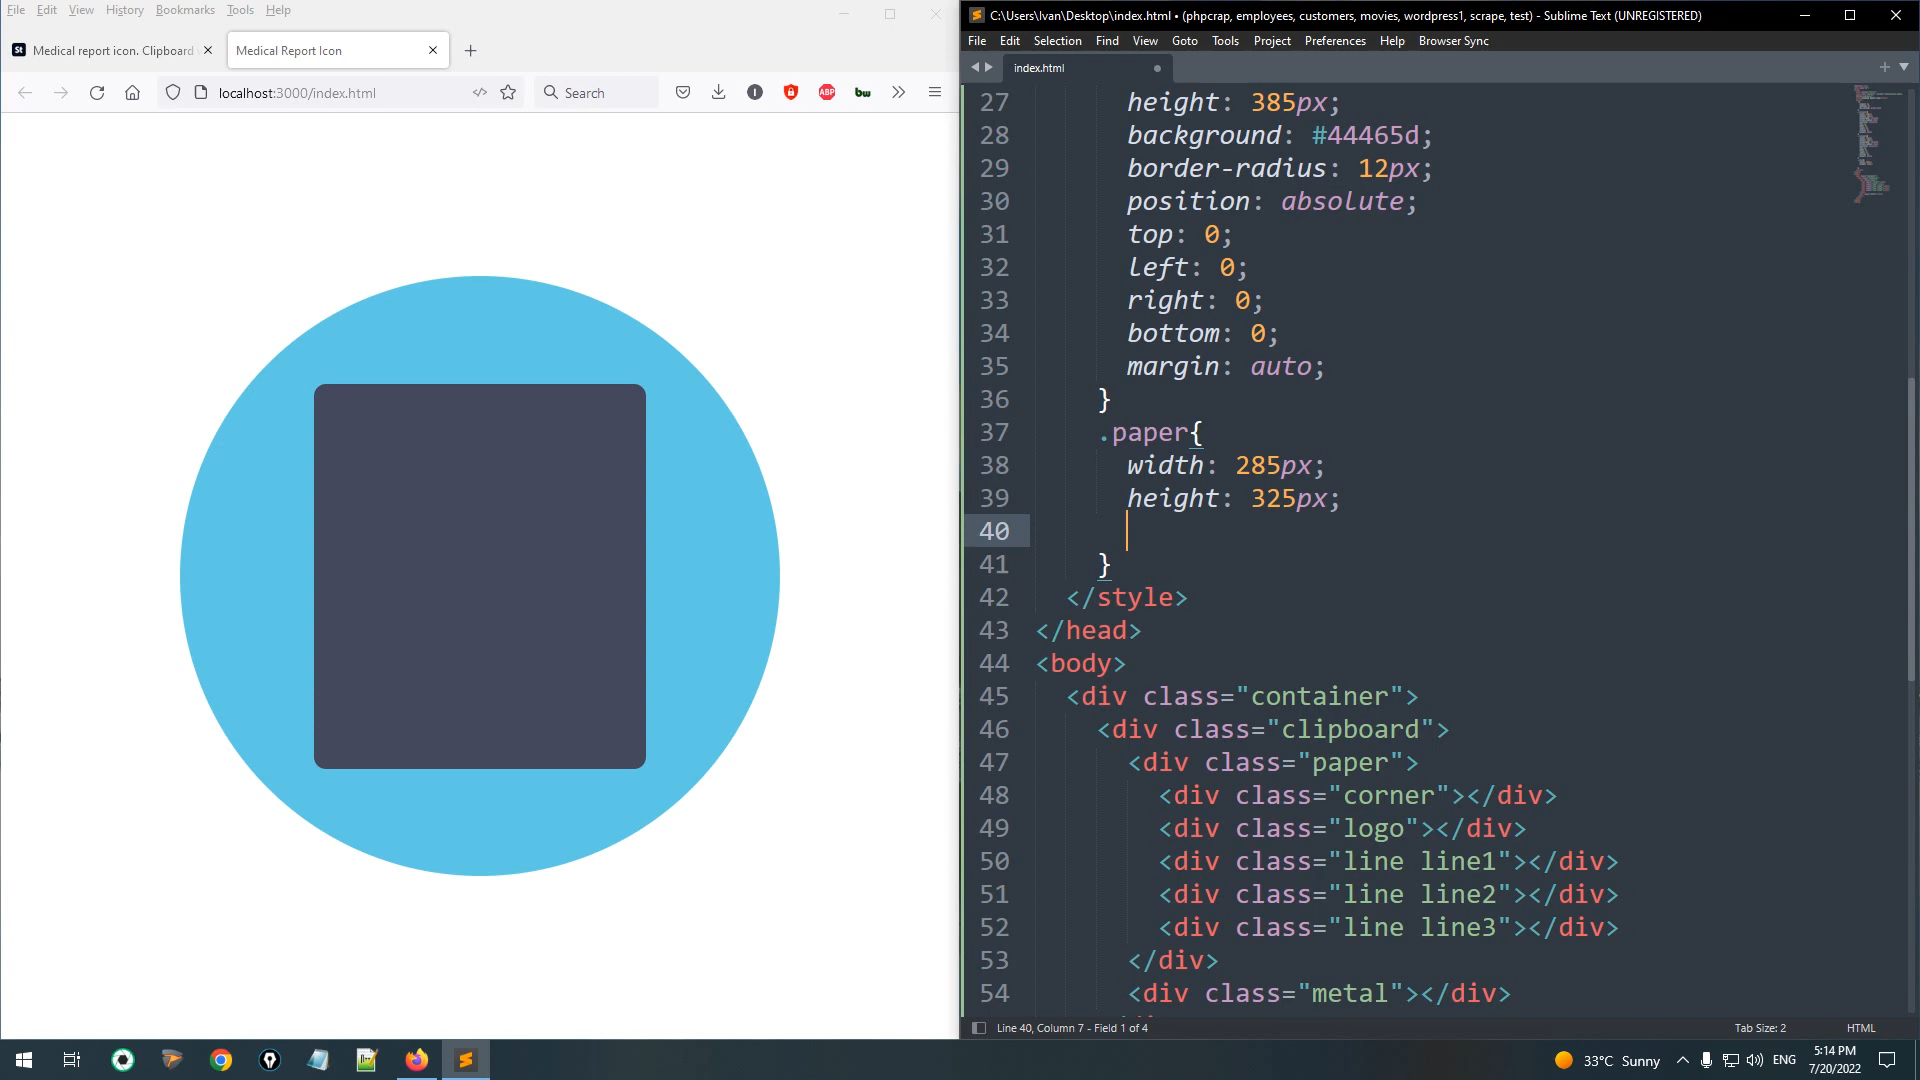 File Edit View History Bookmarks Tools Help
Medical report icon. Clipboard
Medical Report Icon
localhost:3000/index.html
Search
ABP
bw
C:\Users\Ivan\Desktop\index.html • (phpcrap, employees, customers, movies, wordpress1, scrape, test) - Sublime Text (UNREGISTERED)
File Edit Selection Find View Goto Tools Project Preferences Help Browser Sync
index.html
27 height: 385px;
28 background: #44465d;
29 border-radius: 12px;
30 position: absolute;
31 top: 0;
32 left: 0;
33 right: 0;
34 bottom: 0;
35 margin: auto;
36 }
37 .paper{
38 width: 285px;
39 height: 325px;
40
41 }
42 </style>
43 </head>
44 <body>
45 <div class="container">
46 <div class="clipboard">
47 <div class="paper">
48 <div class="corner"></div>
49 <div class="logo"></div>
50 <div class="line line1"></div>
51 <div class="line line2"></div>
52 <div class="line line3"></div>
53 </div>
54 <div class="metal"></div>
Line 40, Column 7 - Field 1 of 4
Tab Size: 2
HTML
33°C Sunny
ENG
5:14 PM
7/20/2022